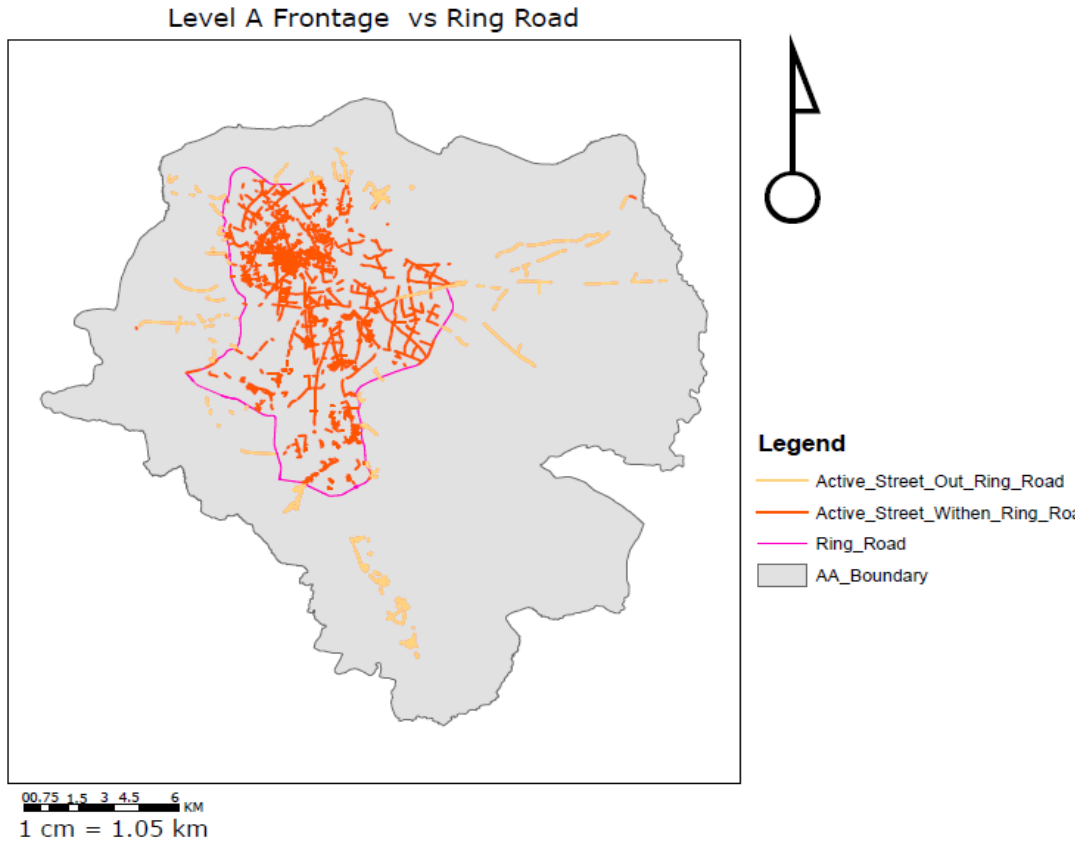 Level A Frontage vs Ring Road
Legend
Active_Street_Out_Ring_Road
Active_Street_Withen_Ring_Roa
Ring_Road
AA_Boundary
00.75 1.5 3 4.5 6
KM
1 cm = 1.05 km